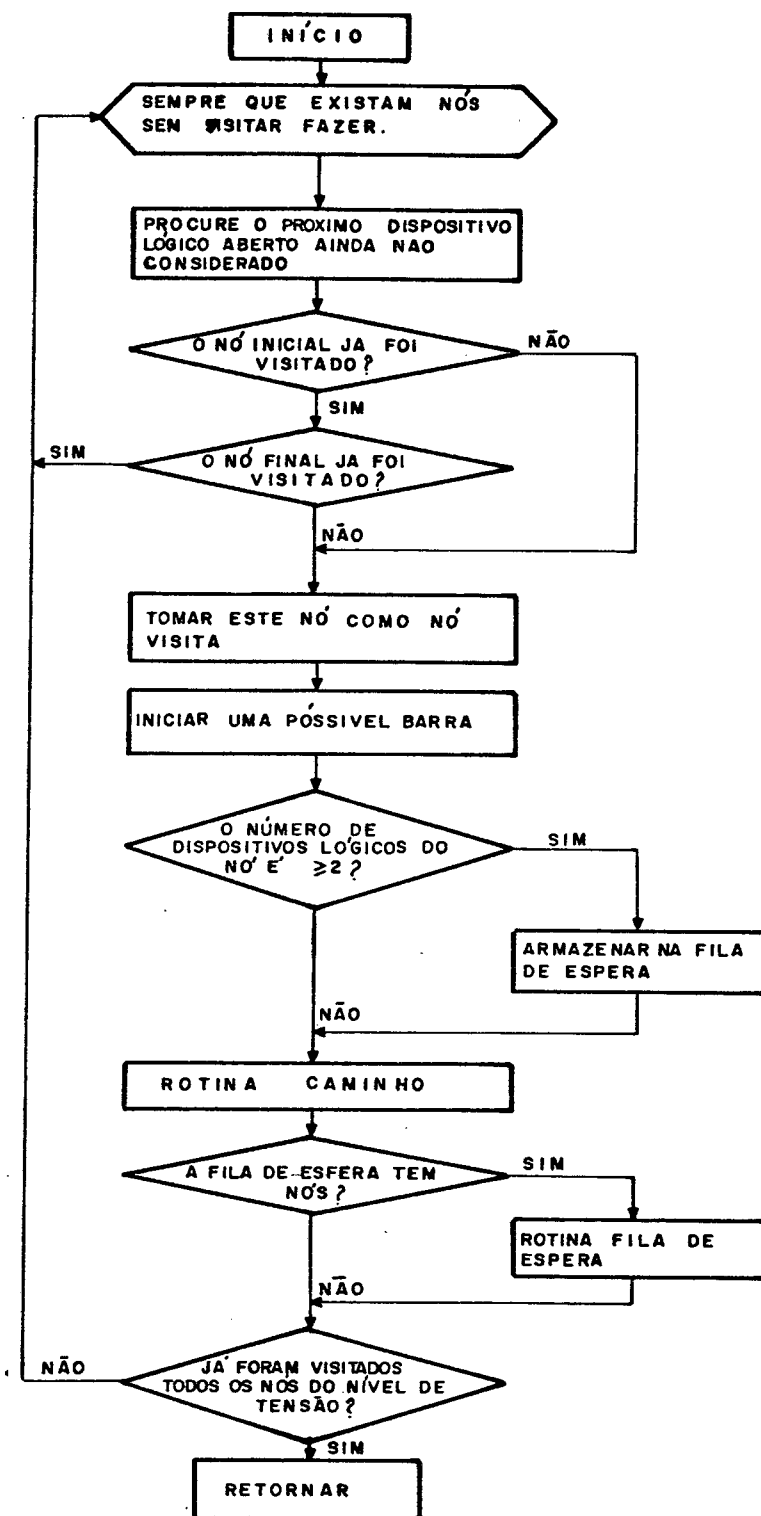 INÍCIO
SEMPRE QUE EXISTAM NÓS
SEM VISITAR FAZER.
PROCURE O PROXIMO DISPOSITIVO
LÓGICO ABERTO AINDA NAO
CONSIDERADO
O NÓ INICIAL JA FOI
VISITADO?
NÃO
SIM
O NÓ FINAL JA FOI
VISITADO?
SIM
NÃO
TOMAR ESTE NÓ COMO NÓ
VISITA
INICIAR UMA PÓSSIVEL BARRA
O NÚMERO DE
DISPOSITIVOS LÓGICOS DO
NÓ É ≥2?
SIM
ARMAZENAR NA FILA
DE ESPERA
NÃO
ROTINA CAMINHO
A FILA DE ESFERA TEM
NÓS?
SIM
ROTINA FILA DE
ESPERA
NÃO
JÁ FORAM VISITADOS
TODOS OS NÓS DO NÍVEL DE
TENSÃO?
NÃO
SIM
RETORNAR